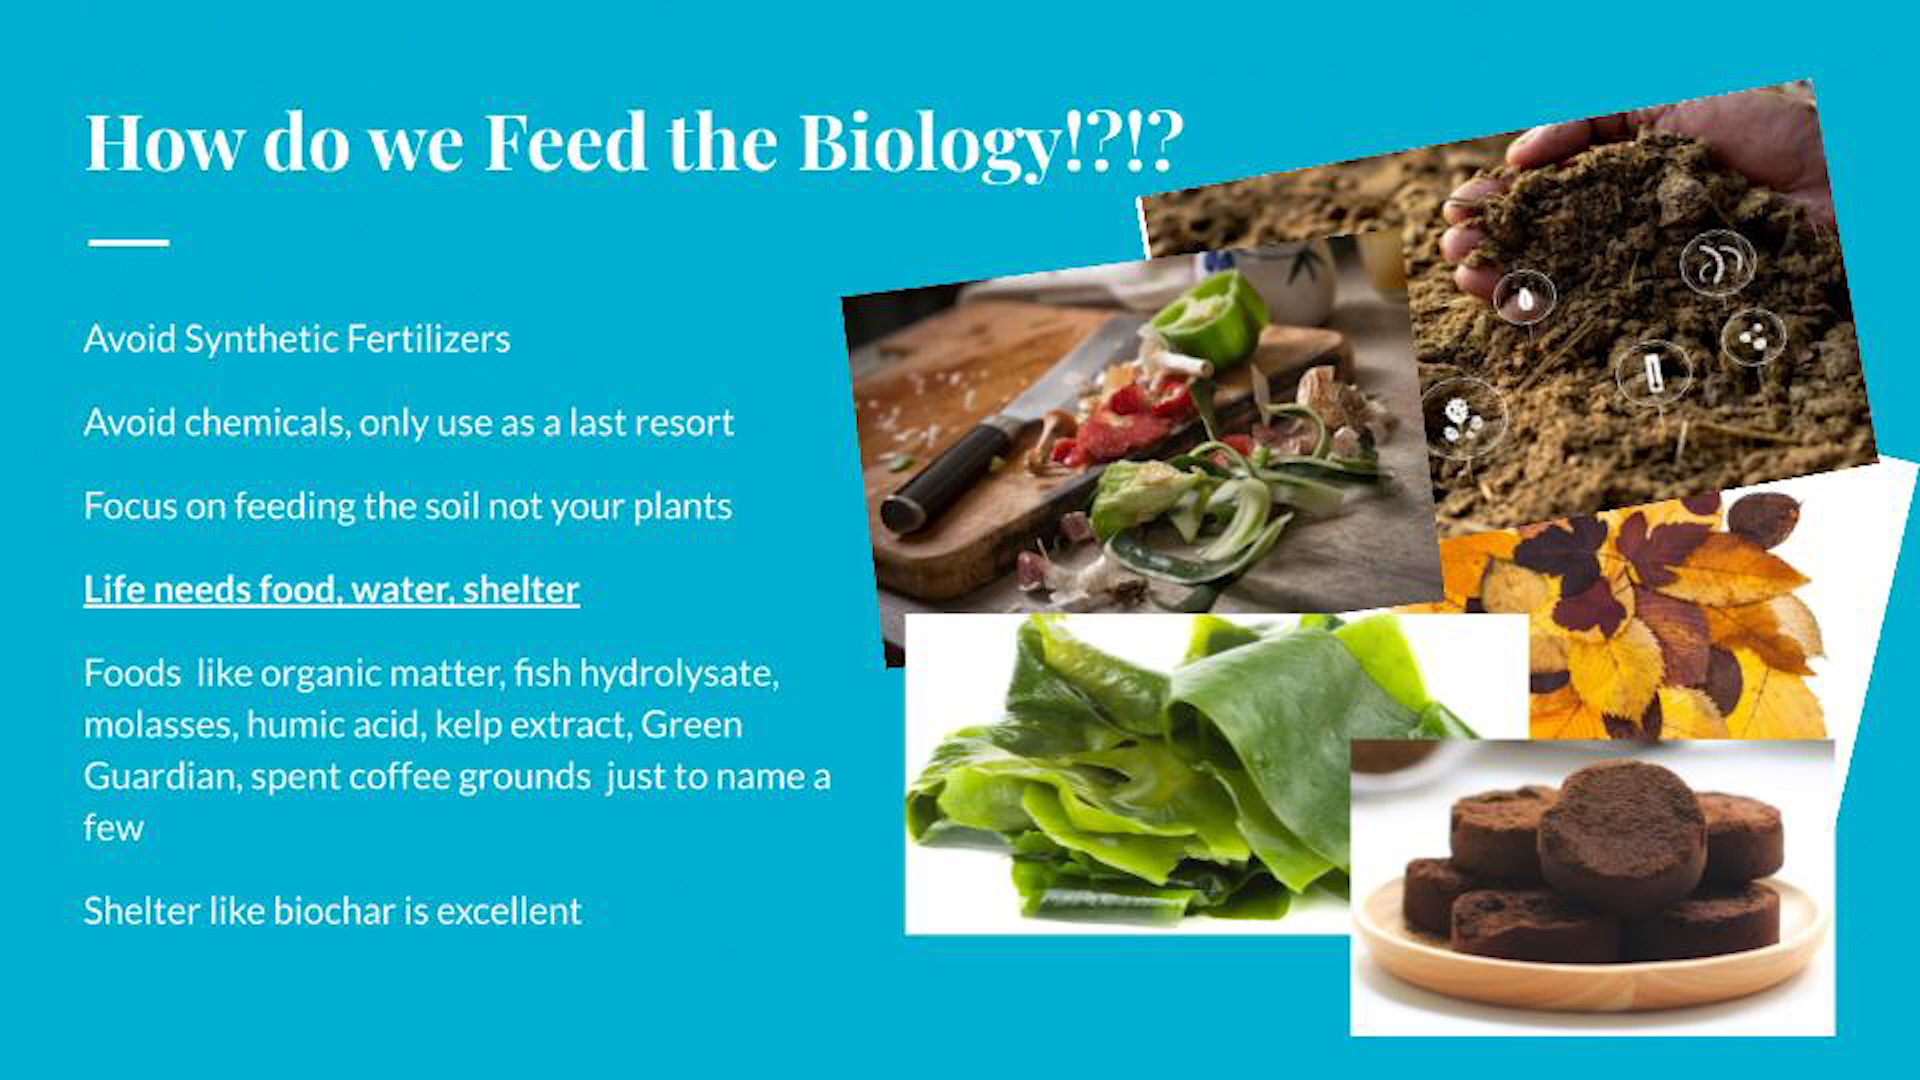 How do we Feed the Biology!?!?
Avoid Synthetic Fertilizers
Avoid chemicals, only use as a last resort
Focus on feeding the soil not your plants
Life needs food, water, shelter
Foods like organic matter, fish hydrolysate,
molasses, humic acid, kelp extract, Green
Guardian, spent coffee grounds just to name a
few
Shelter like biochar is excellent